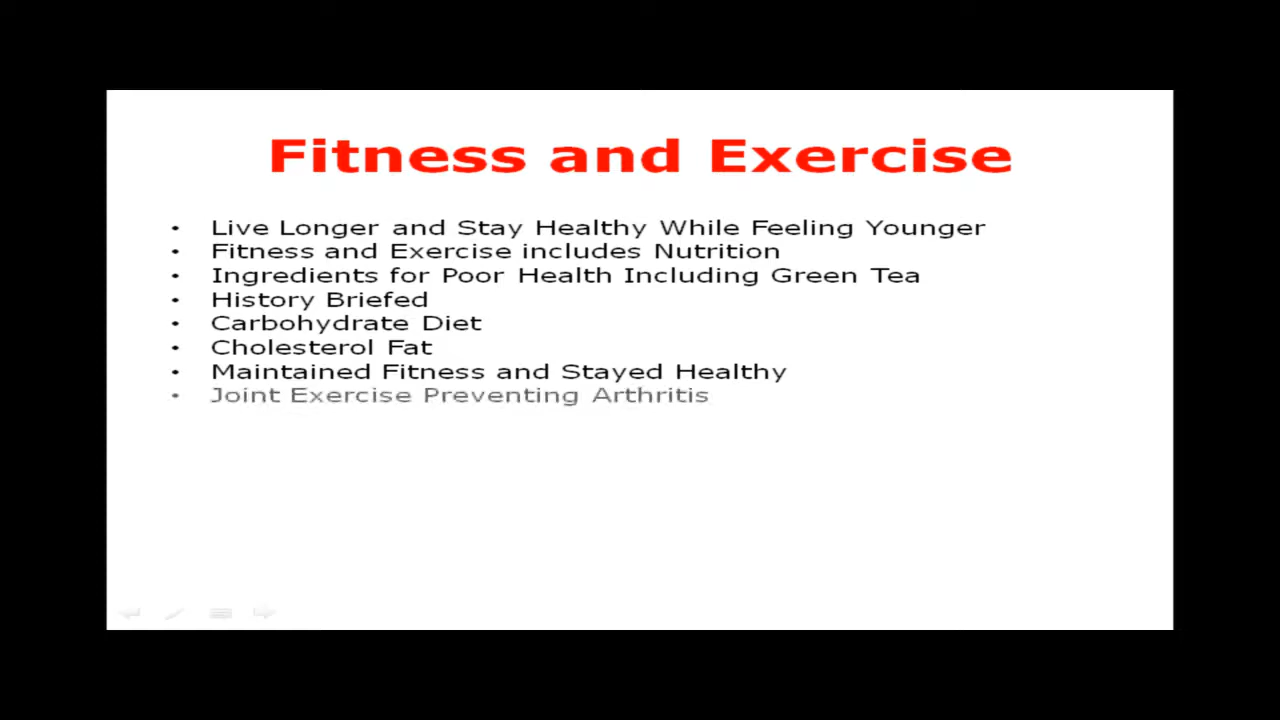 Fitness and Exercise
• Live Longer and Stay Healthy While Feeling Younger
• Fitness and Exercise includes Nutrition
• Ingredients for Poor Health Including Green Tea
• History Briefed
• Carbohydrate Diet
• Cholesterol Fat
• Maintained Fitness and Stayed Healthy
• Joint Exercise Preventing Arthritis